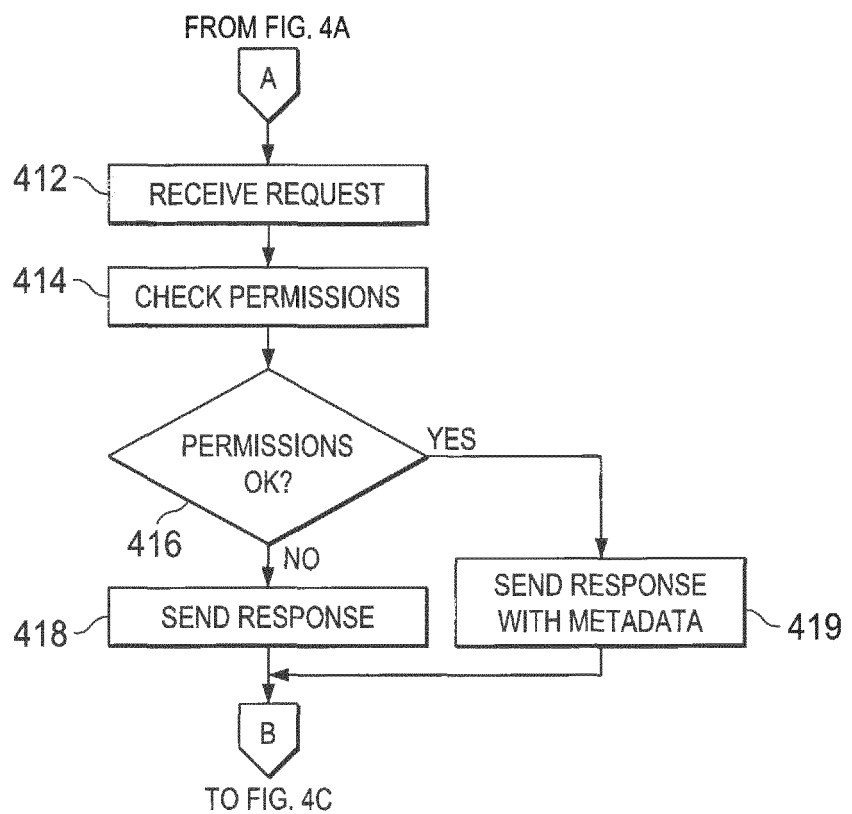 FROM FIG. 4A
A
412
RECEIVE REQUEST
414
CHECK PERMISSIONS
PERMISSIONS
OK?
YES
416
NO
418
SEND RESPONSE
SEND RESPONSE
WITH METADATA
419
B
TO FIG. 4C